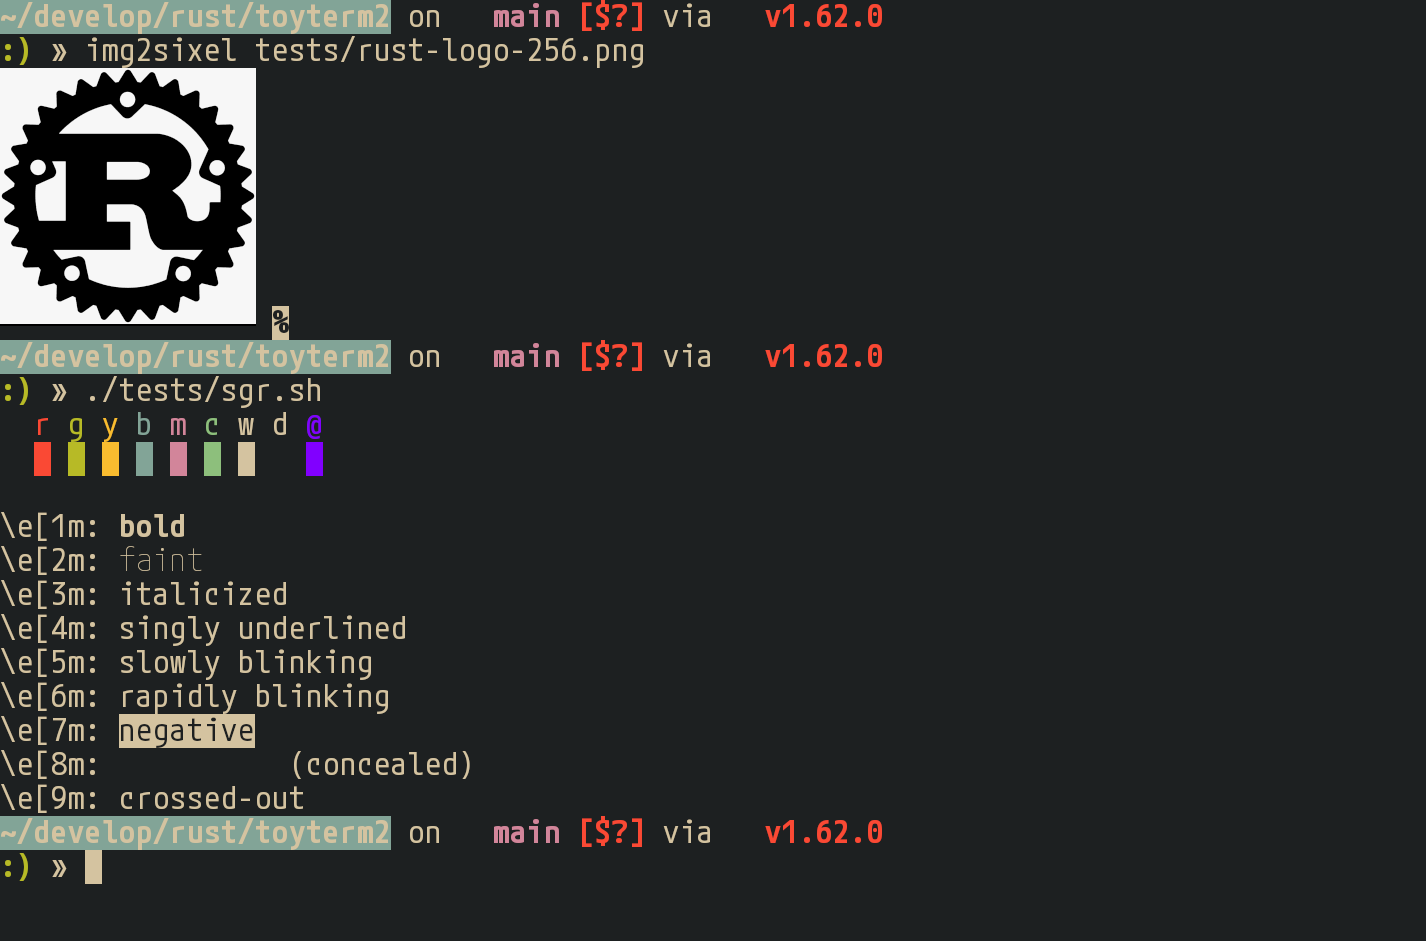 ~/develop/rust/toyterm2 on main [$?] via v1.62.0
:) » img2sixel tests/rust-logo-256.png
R
%
~/develop/rust/toyterm2 on main [$?] via v1.62.0
:) » ./tests/sgr.sh
r g y b m c w d @
\e[1m: bold
\e[2m: faint
\e[3m: italicized
\e[4m: singly underlined
\e[5m: slowly blinking
\e[6m: rapidly blinking
\e[7m: negative
\e[8m: (concealed)
\e[9m: crossed-out
~/develop/rust/toyterm2 on main [$?] via v1.62.0
:) »